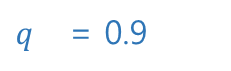 q = 0.9